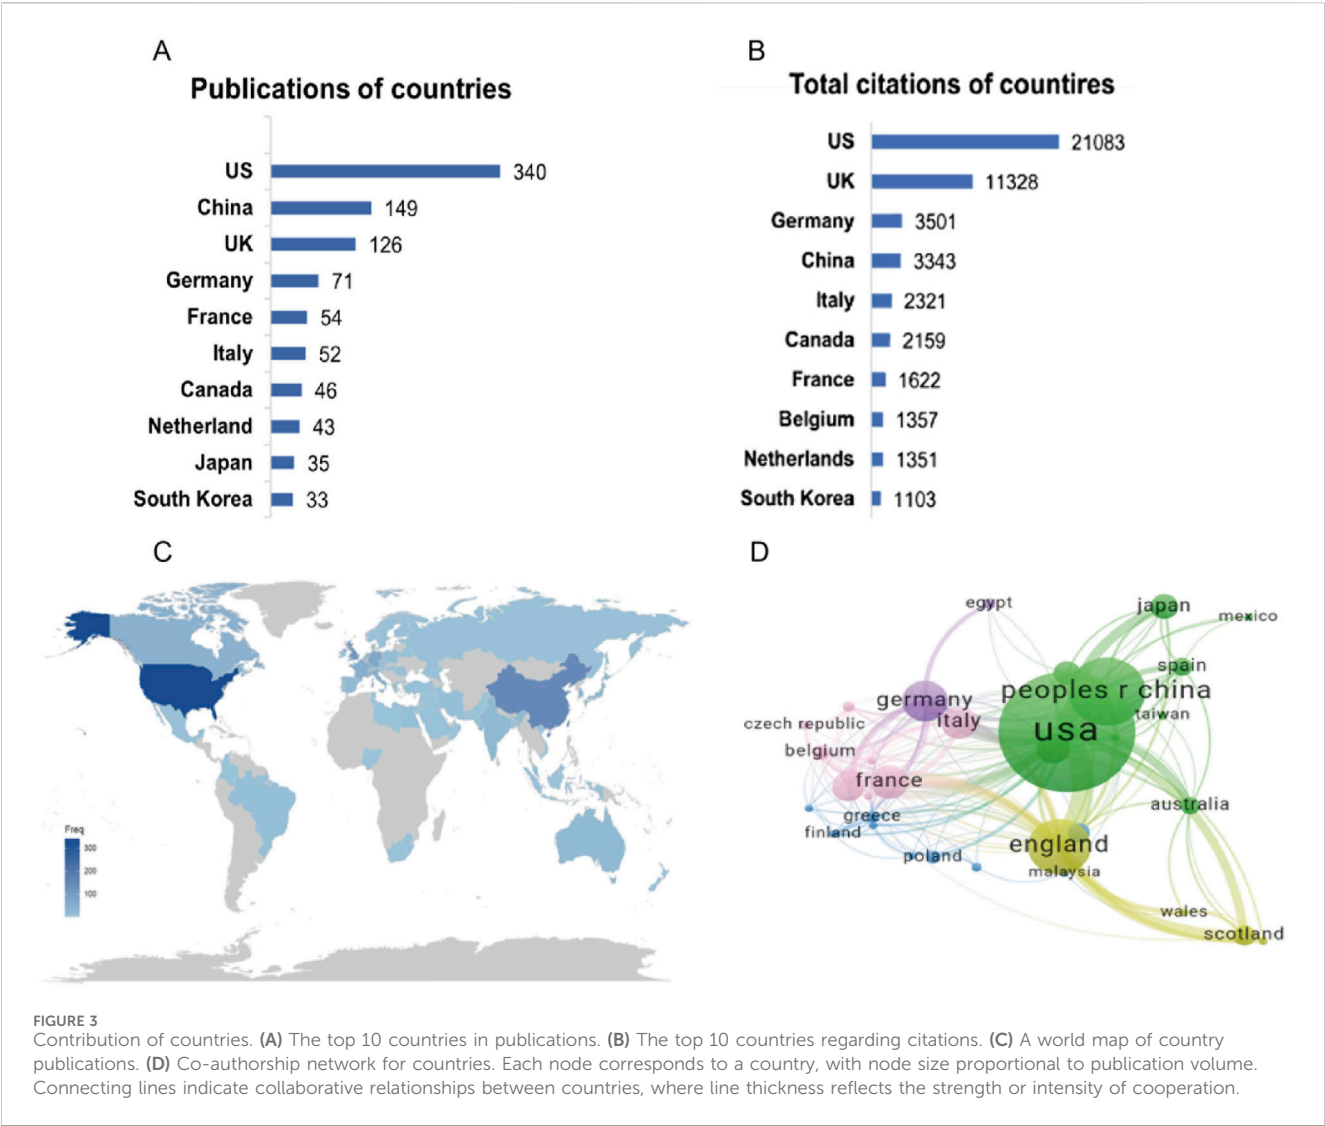 A
Publications of countries
US 340
China 149
UK 126
Germany 71
France 54
Italy 52
Canada 46
Netherland 43
Japan 35
South Korea 33
B
Total citations of countires
US 21083
UK 11328
Germany 3501
China 3343
Italy 2321
Canada 2159
France 1622
Belgium 1357
Netherlands 1351
South Korea 1103
C
Freq
300
200
100
D
egypt
japan
mexico
spain
germany
peoples r china
italy
taiwan
czech republic
usa
belgium
france
australia
greece
finland
england
poland
malaysia
wales
scotland
FIGURE 3
Contribution of countries. (A) The top 10 countries in publications. (B) The top 10 countries regarding citations. (C) A world map of country
publications. (D) Co-authorship network for countries. Each node corresponds to a country, with node size proportional to publication volume.
Connecting lines indicate collaborative relationships between countries, where line thickness reflects the strength or intensity of cooperation.